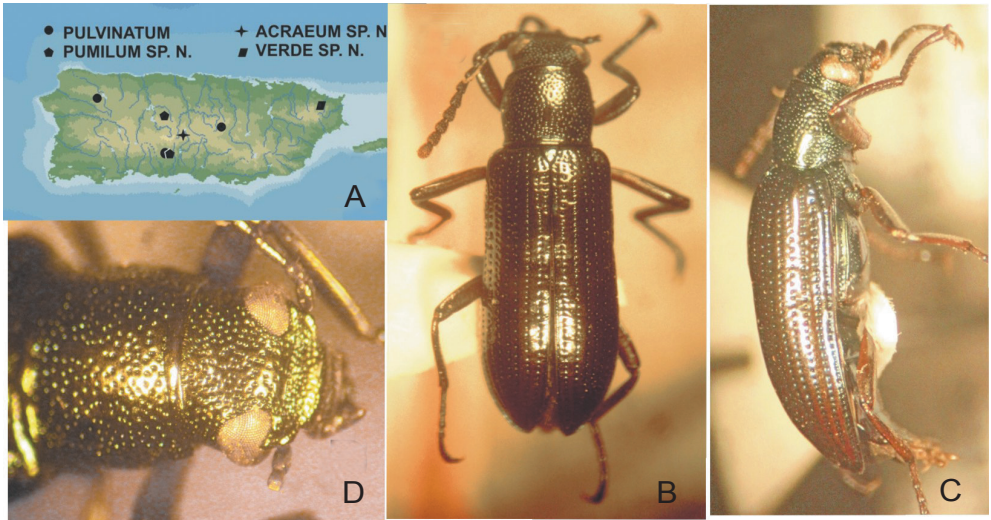 PULVINATUM
ACRAEUM SP. N
PUMILUM SP. N.
VERDE SP. N.
A
D
B
C